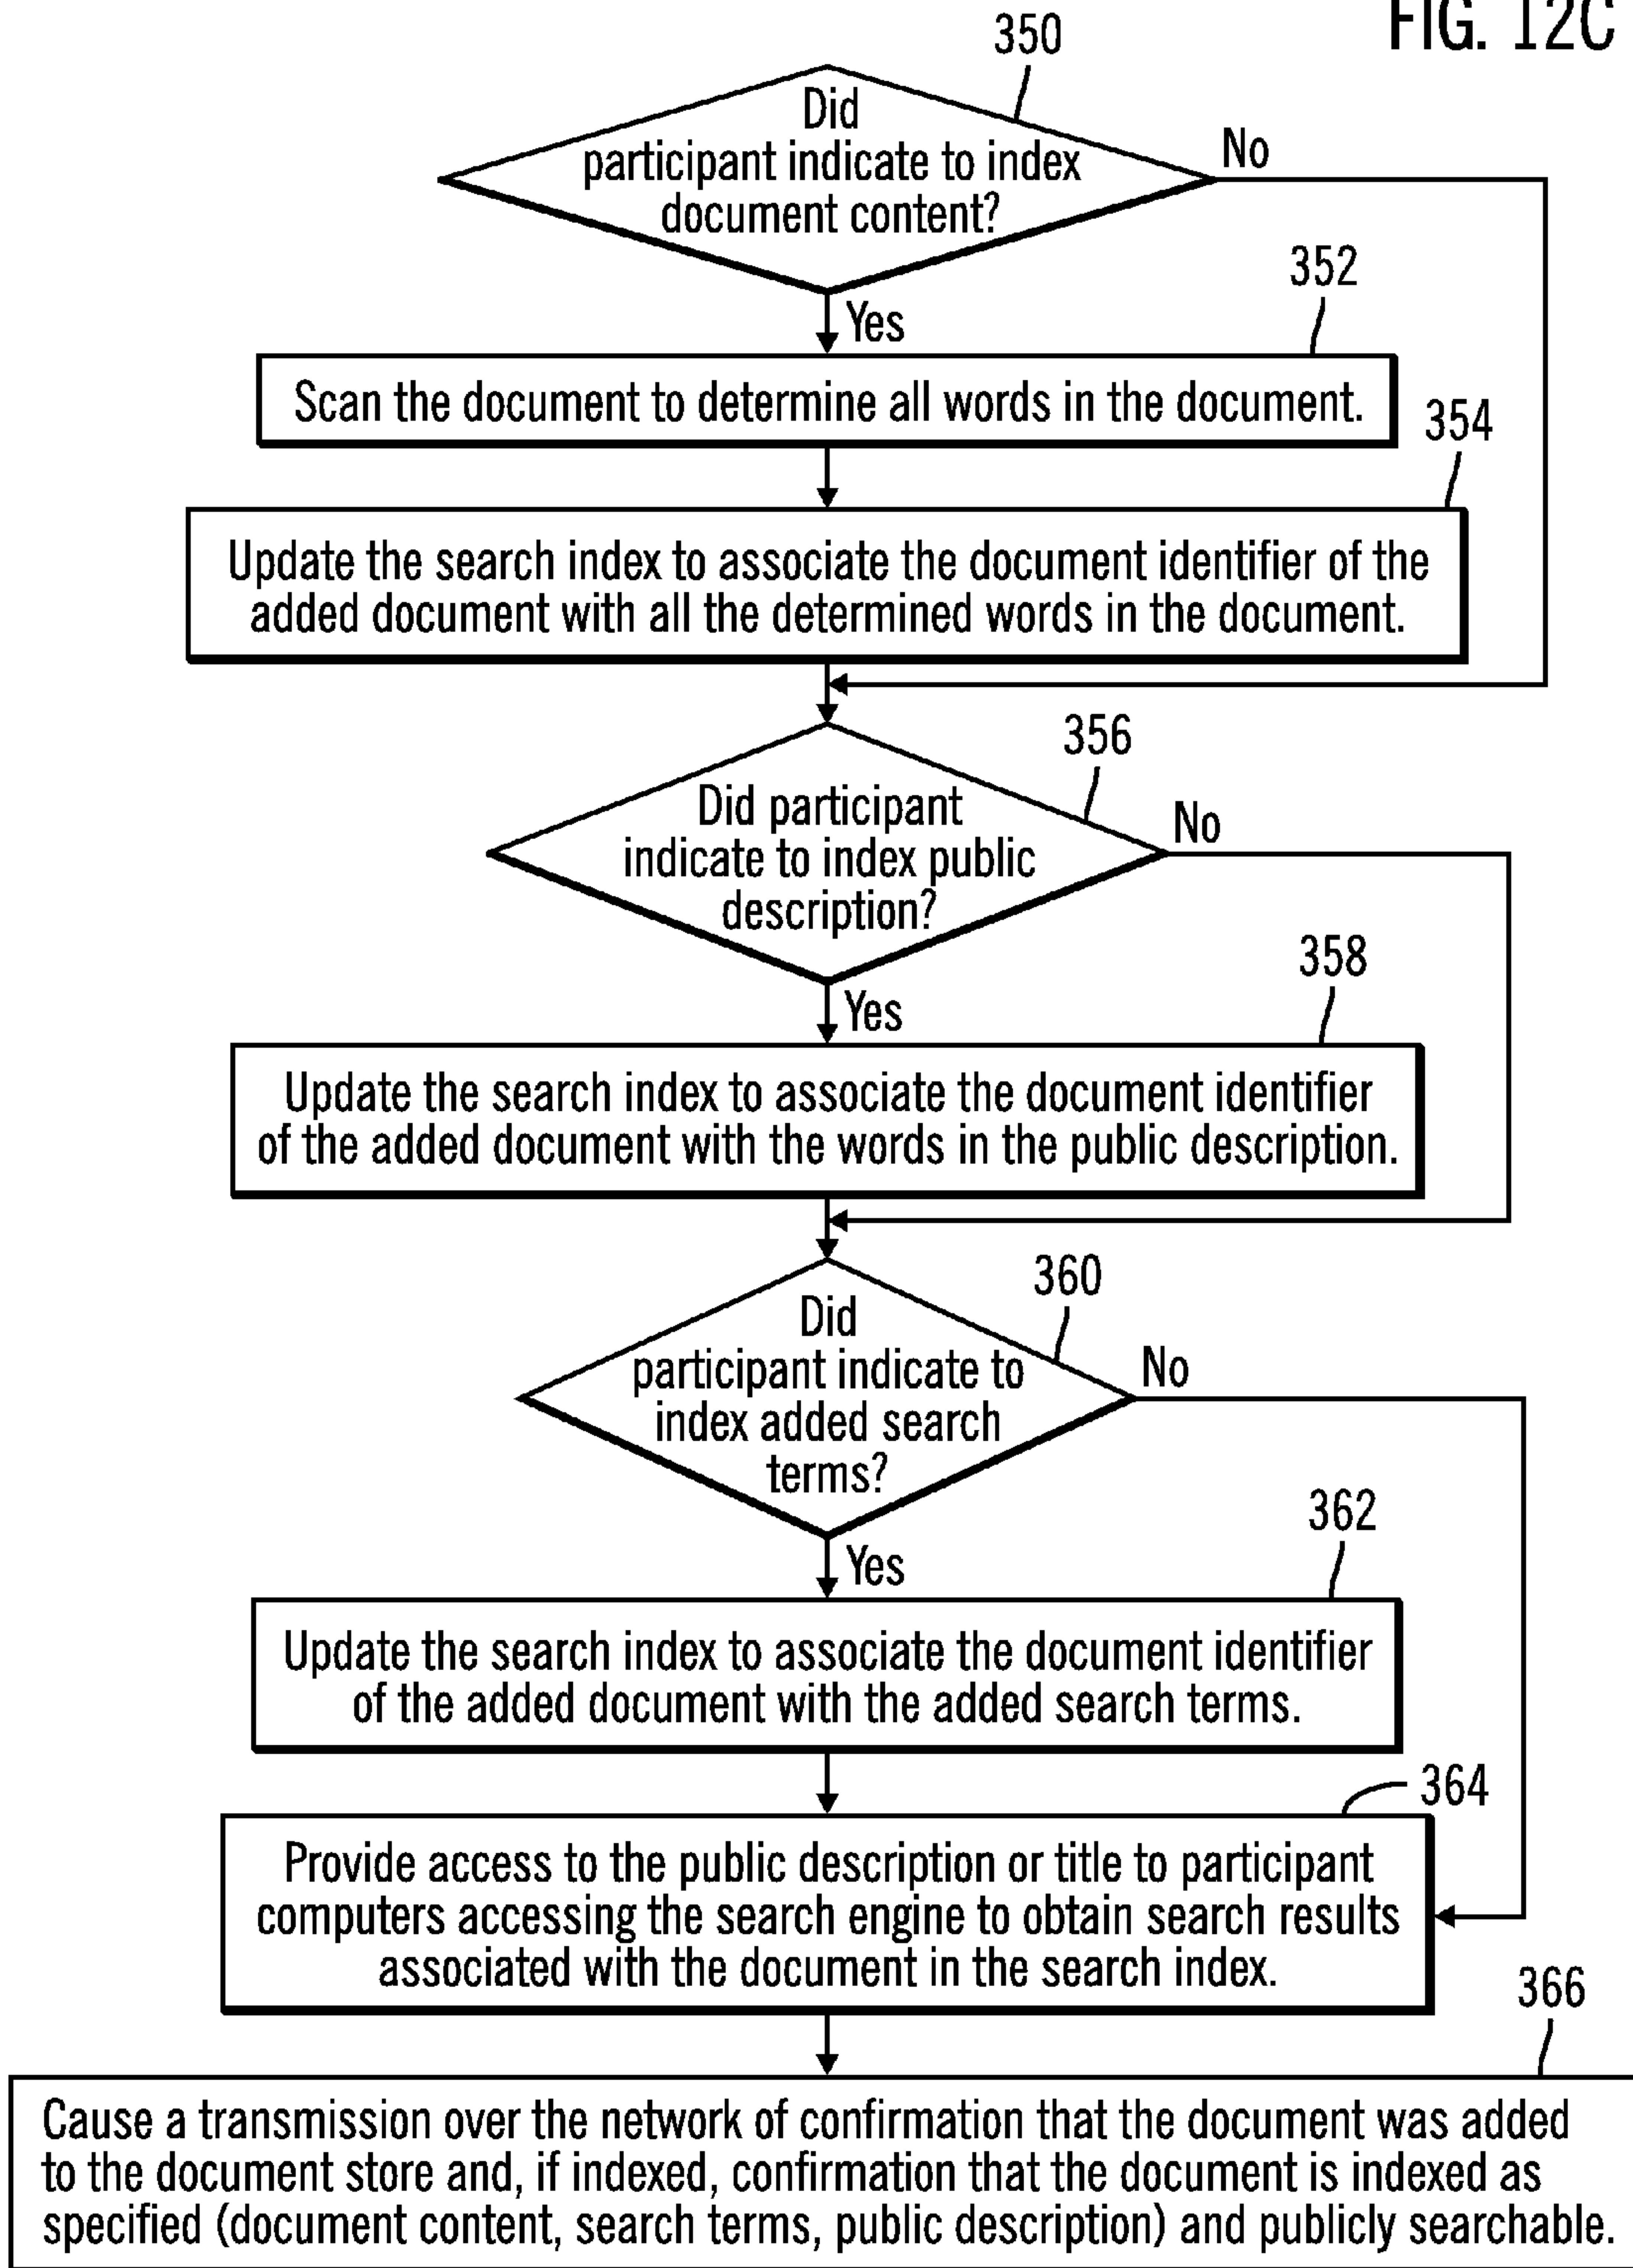 FIG. 12C
350
Did
participant indicate to index
document content?
No
Yes
352
Scan the document to determine all words in the document.
354
Update the search index to associate the document identifier of the
added document with all the determined words in the document.
356
Did participant
indicate to index public
description?
No
Yes
358
Update the search index to associate the document identifier
of the added document with the words in the public description.
360
Did
participant indicate to
index added search
terms?
No
Yes
362
Update the search index to associate the document identifier
of the added document with the added search terms.
364
Provide access to the public description or title to participant
computers accessing the search engine to obtain search results
associated with the document in the search index.
366
Cause a transmission over the network of confirmation that the document was added
to the document store and, if indexed, confirmation that the document is indexed as
specified (document content, search terms, public description) and publicly searchable.